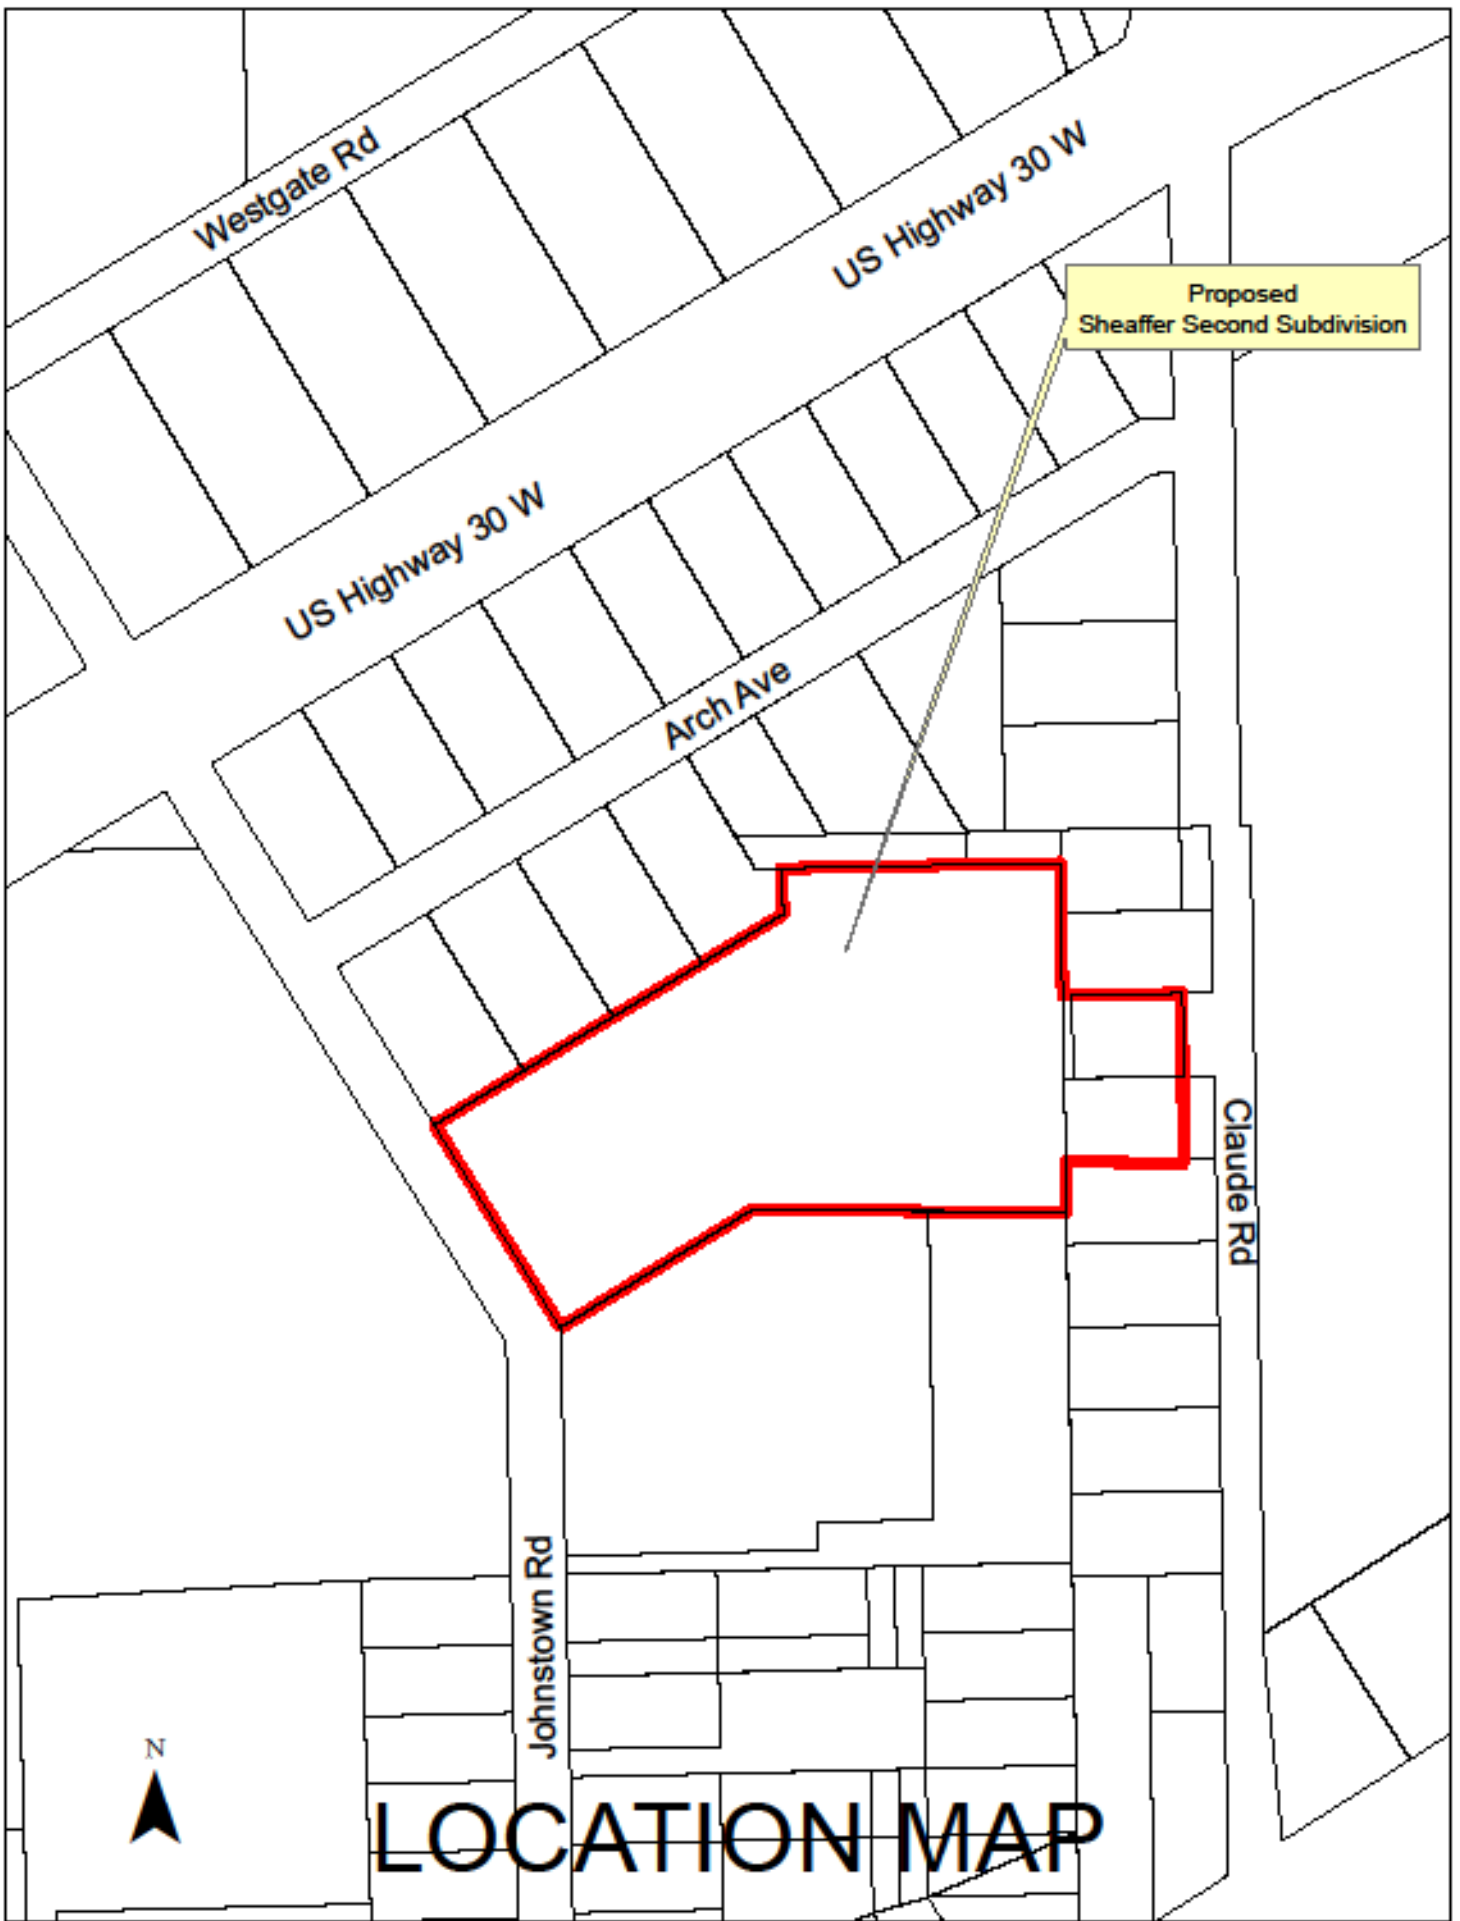 Westgate Rd
US Highway 30 W
Proposed
Sheaffer Second Subdivision
US Highway 30 W
Arch Ave
Claude Rd
Johnstown Rd
N
LOCATION MAP